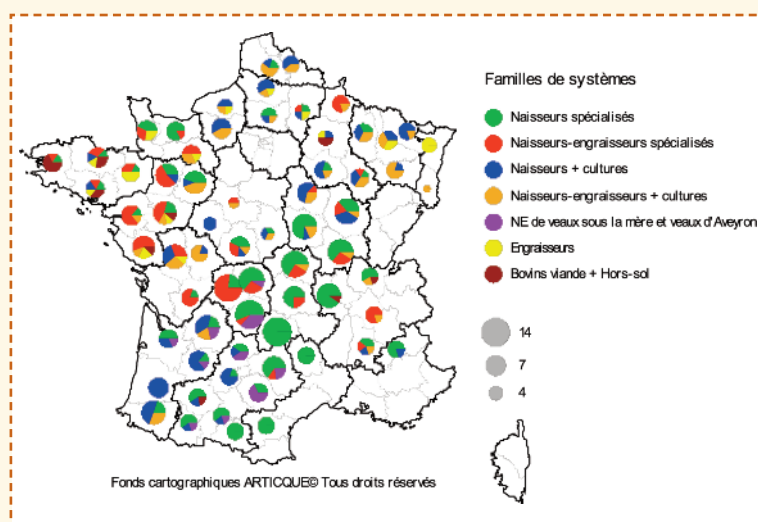 Familles de systèmes
Naisseurs spécialisés
Naisseurs-engraisseurs spécialisés
Naisseurs + cultures
Naisseurs-engraisseurs + cultures
NE de veaux sous la mère et veaux d'Aveyron
Engraisseurs
Bovins viande + Hors-sol
14
7
4
Fonds cartographiques ARTICQUE© Tous droits réservés